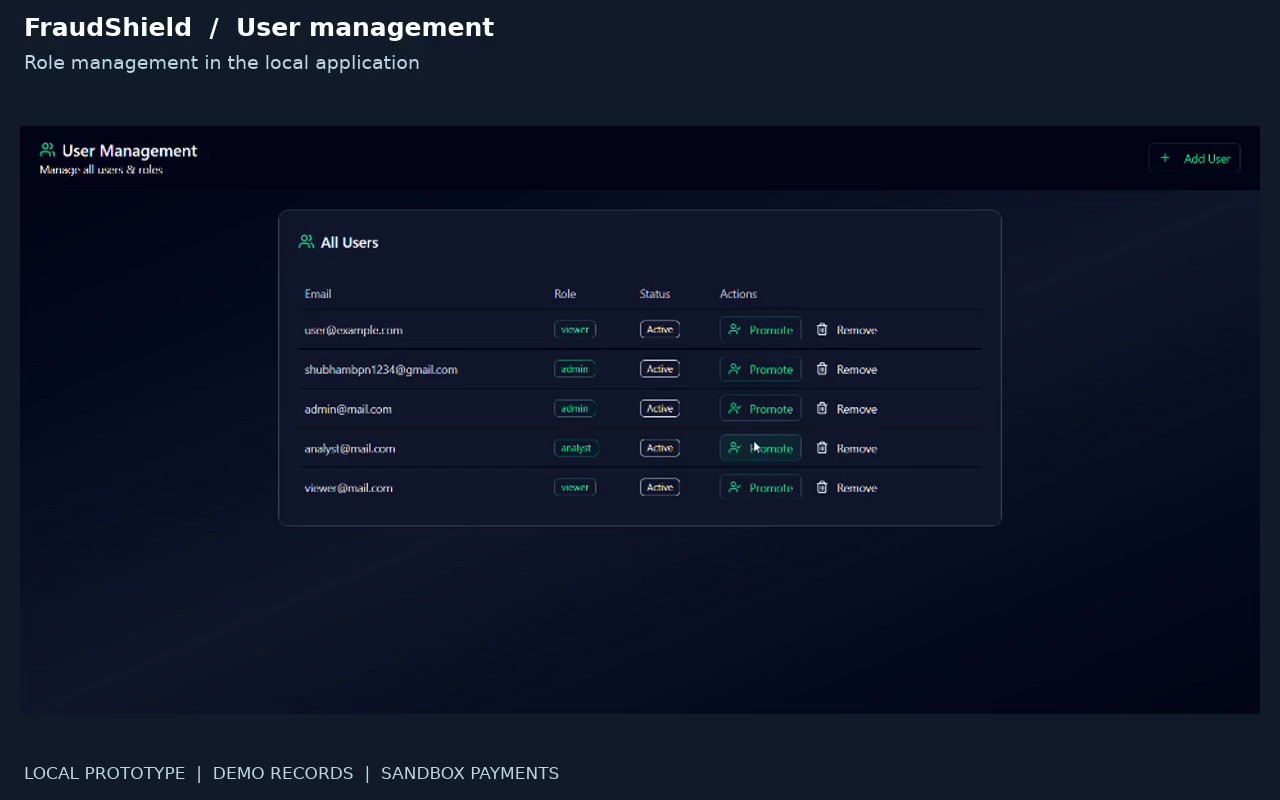 FraudShield / User management
Role management in the local application
User Management
Manage all users & roles
+ Add User
All Users
Email Role Status Actions
user@example.com viewer Active Promote Remove
shubhambpn1234@gmail.com admin Active Promote Remove
admin@mail.com admin Active Promote Remove
analyst@mail.com analyst Active Promote Remove
viewer@mail.com viewer Active Promote Remove
LOCAL PROTOTYPE | DEMO RECORDS | SANDBOX PAYMENTS